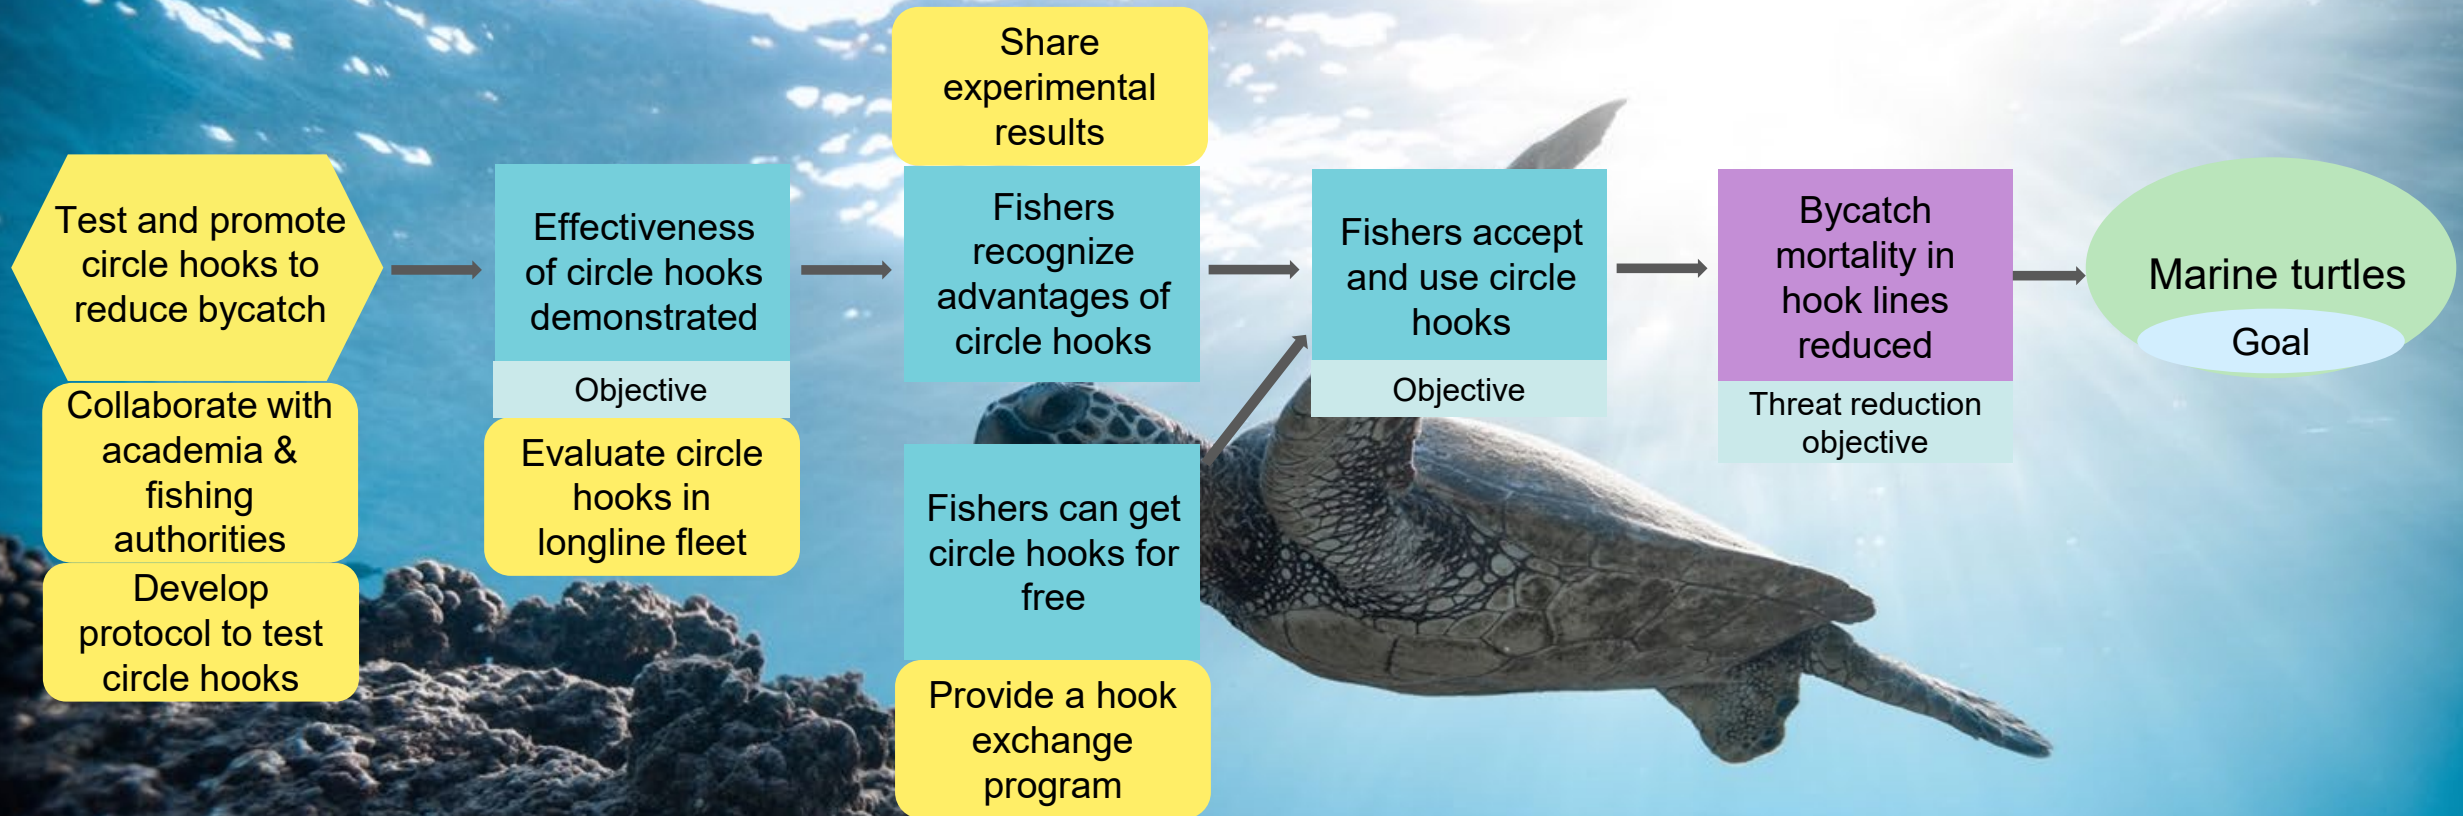 Test and promote
circle hooks to
reduce bycatch
Collaborate with
academia &
fishing
authorities
Develop
protocol to test
circle hooks
Effectiveness
of circle hooks
demonstrated
Objective
Evaluate circle
hooks in
longline fleet
Share
experimental
results
Fishers
recognize
advantages of
circle hooks
Fishers can get
circle hooks for
free
Provide a hook
exchange
program
Fishers accept
and use circle
hooks
Objective
Bycatch
mortality in
hook lines
reduced
Threat reduction
objective
Marine turtles
Goal